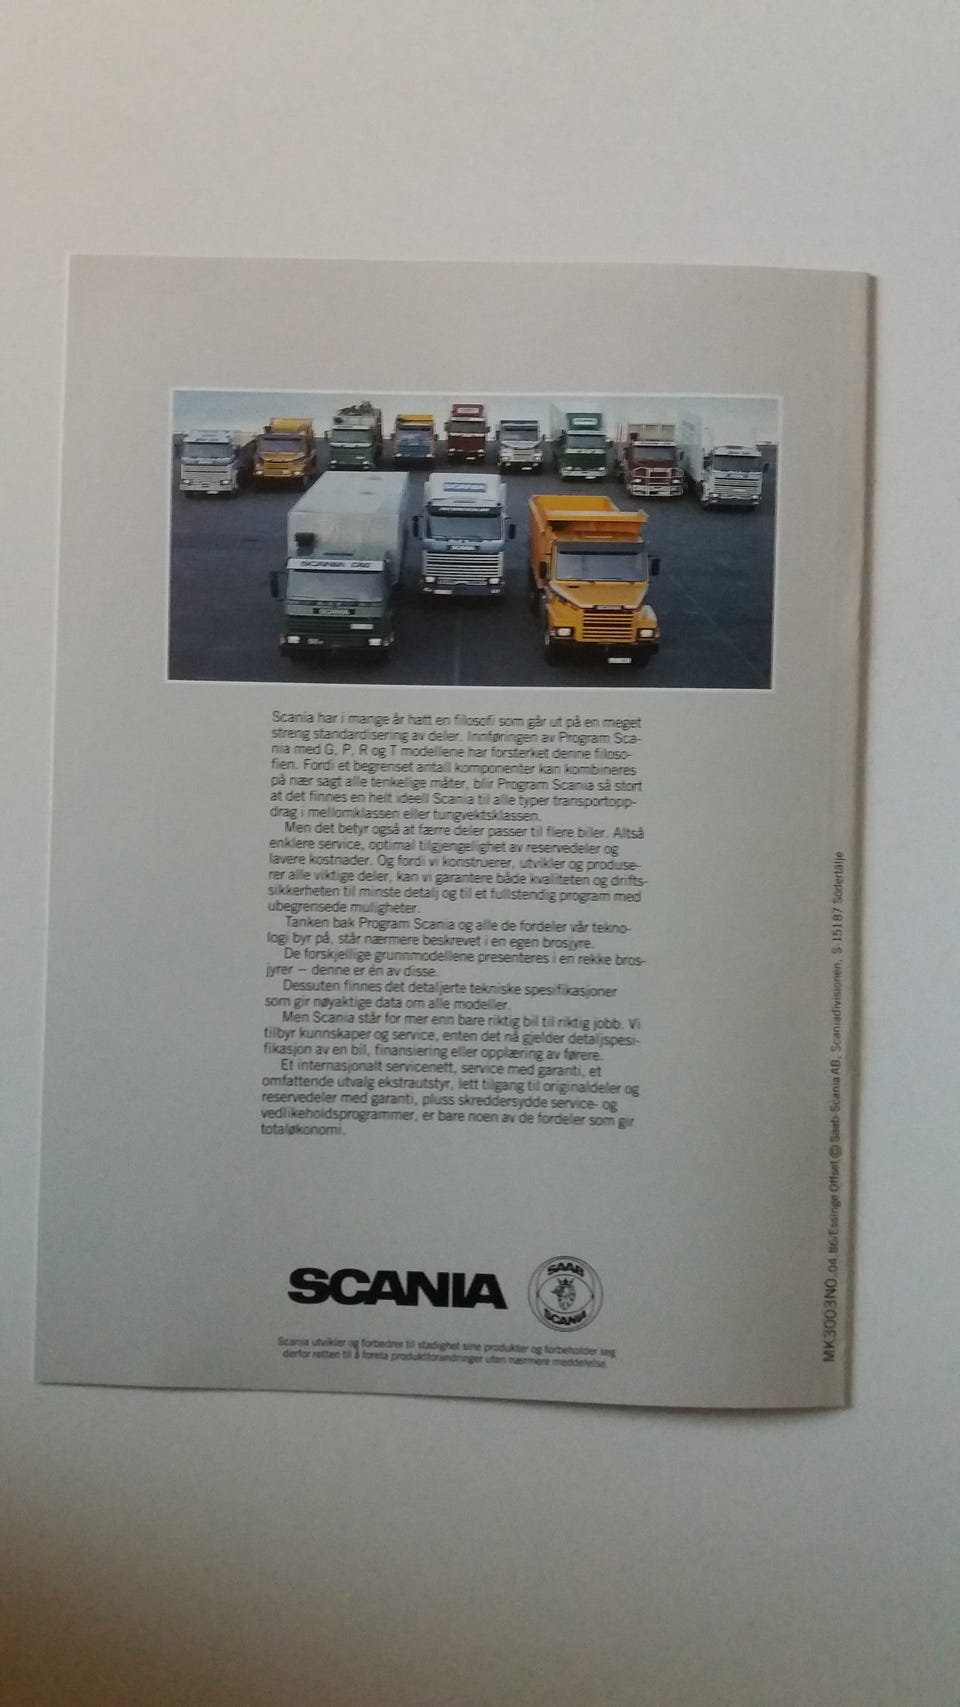 SCANIA
SCANIA
SCANIA
SCANIA
Scania har i mange år hatt en filosofi som går ut på en meget
streng standardisering av deler. Innføringen av Program Sca-
nia med G, P, R og T modellene har forsterket denne filoso-
fien. Fordi et begrenset antall komponenter kan kombineres
på nær sagt alle tenkelige måter, blir Program Scania så stort
at det finnes en helt ideell Scania til alle typer transportopp-
drag i mellomklassen eller tungvektsklassen.
Men det betyr også at færre deler passer til flere biler. Altså
enklere service, optimal tilgjengelighet av reservedeler og
lavere kostnader. Og fordi vi konstruerer, utvikler og produse-
rer alle viktige deler, kan vi garantere både kvaliteten og drifts-
sikkerheten til minste detalj og til et fullstendig program med
ubegrensede muligheter.
Tanken bak Program Scania og alle de fordeler vår tekno-
logi byr på, står nærmere beskrevet i en egen brosjyre.
De forskjellige grunnmodellene presenteres i en rekke bros-
jyrer – denne er én av disse.
Dessuten finnes det detaljerte tekniske spesifikasjoner
som gir nøyaktige data om alle modeller.
Men Scania står for mer enn bare riktig bil til riktig jobb. Vi
tilbyr kunnskaper og service, enten det nå gjelder detaljspesi-
fikasjon av en bil, finansiering eller opplæring av førere.
Et internasjonalt servicenett, service med garanti, et
omfattende utvalg ekstrautstyr, lett tilgang til originaldeler og
reservedeler med garanti, pluss skreddersydde service- og
vedlikeholdsprogrammer, er bare noen av de fordeler som gir
totaløkonomi.
SCANIA
SAAB
SCANIA
Scania utvikler og forbedrer til stadighet sine produkter og forbeholder seg
derfor retten til å foreta produktforandringer uten nærmere meddelelse.
MK3003NO. 04 86/Essinge Offset © Saab-Scania AB, Scaniadivisionen, S 151 87 Södertälje